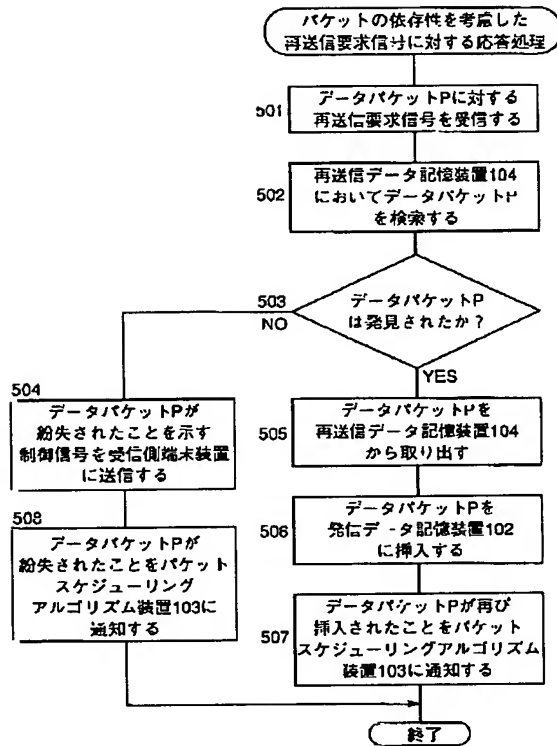 パケットの依存性を考慮した
再送信要求信号に対する応答処理
501
データパケットPに対する
再送信要求信号を受信する
502
再送信データ記憶装置104
においてデータパケットP
を検索する
503
データパケットP
は発見されたか?
NO
YES
504
データパケットPが
紛失されたことを示す
制御信号を受信側端末装置
に送信する
505
データパケットPを
再送信データ記憶装置104
から取り出す
508
データパケットPが
紛失されたことをパケット
スケジューリング
アルゴリズム装置103に
通知する
506
データパケットPを
発信データ記憶装置102
に挿入する
507
データパケットPが再び
挿入されたことをパケット
スケジューリングアルゴリズム
装置103に通知する
終了